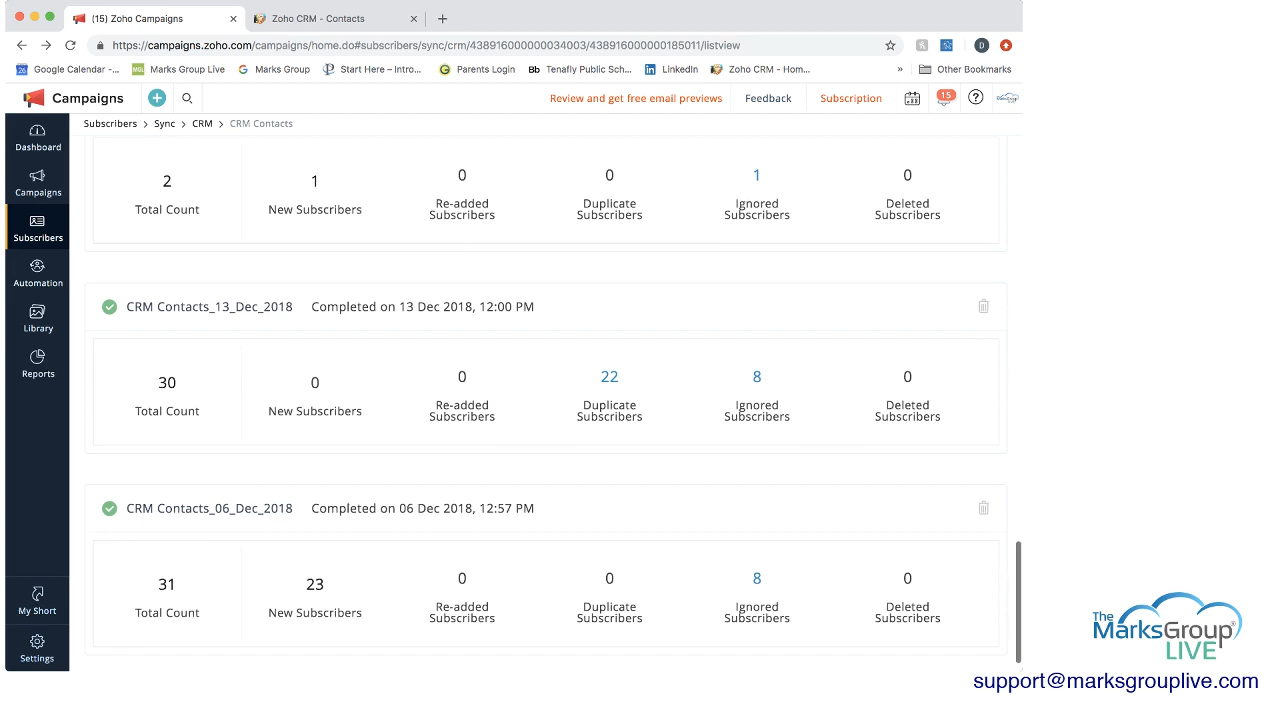 (15) Zoho Campaigns
Zoho CRM - Contacts
https://campaigns.zoho.com/campaigns/home.do#subscribers/sync/crm/438916000000034003/438916000000185011/listview
D
26 Google Calendar -...
MGL Marks Group Live
Marks Group
Start Here – Intro...
Parents Login
Bb Tenafly Public Sch...
LinkedIn
Zoho CRM - Hom...
»
Other Bookmarks
Campaigns
Review and get free email previews
Feedback
Subscription
15
Subscribers > Sync > CRM > CRM Contacts
Dashboard
Campaigns
Subscribers
Automation
Library
Reports
My Short
Settings
2 1 0 0 1 0
Total Count New Subscribers Re-added Duplicate Ignored Deleted
Subscribers Subscribers Subscribers Subscribers
CRM Contacts_13_Dec_2018 Completed on 13 Dec 2018, 12:00 PM
30 0 0 22 8 0
Total Count New Subscribers Re-added Duplicate Ignored Deleted
Subscribers Subscribers Subscribers Subscribers
CRM Contacts_06_Dec_2018 Completed on 06 Dec 2018, 12:57 PM
31 23 0 0 8 0
Total Count New Subscribers Re-added Duplicate Ignored Deleted
Subscribers Subscribers Subscribers Subscribers
The
MarksGroup®
LIVE
support@marksgrouplive.com